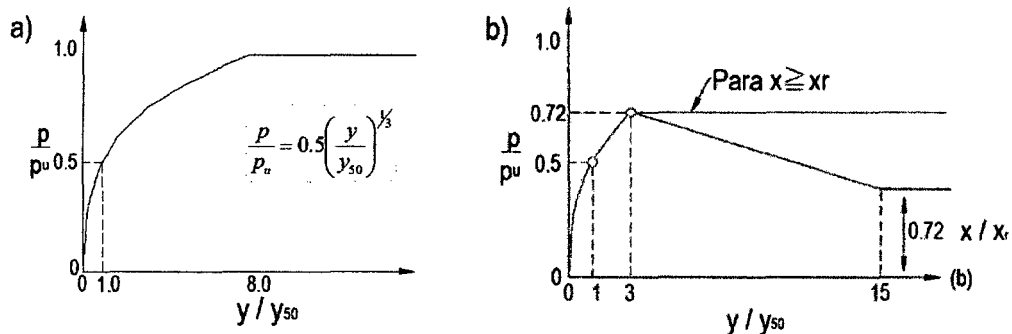 a)
1.0
p
pu
0.5
p/pu = 0.5(y/y50)^1/3
0
0
1.0
8.0
y / y50
b)
1.0
Para x ≧ xr
0.72
p
pu
0.5
0.72 x / xr
0
(b)
0
1
3
15
y / y50